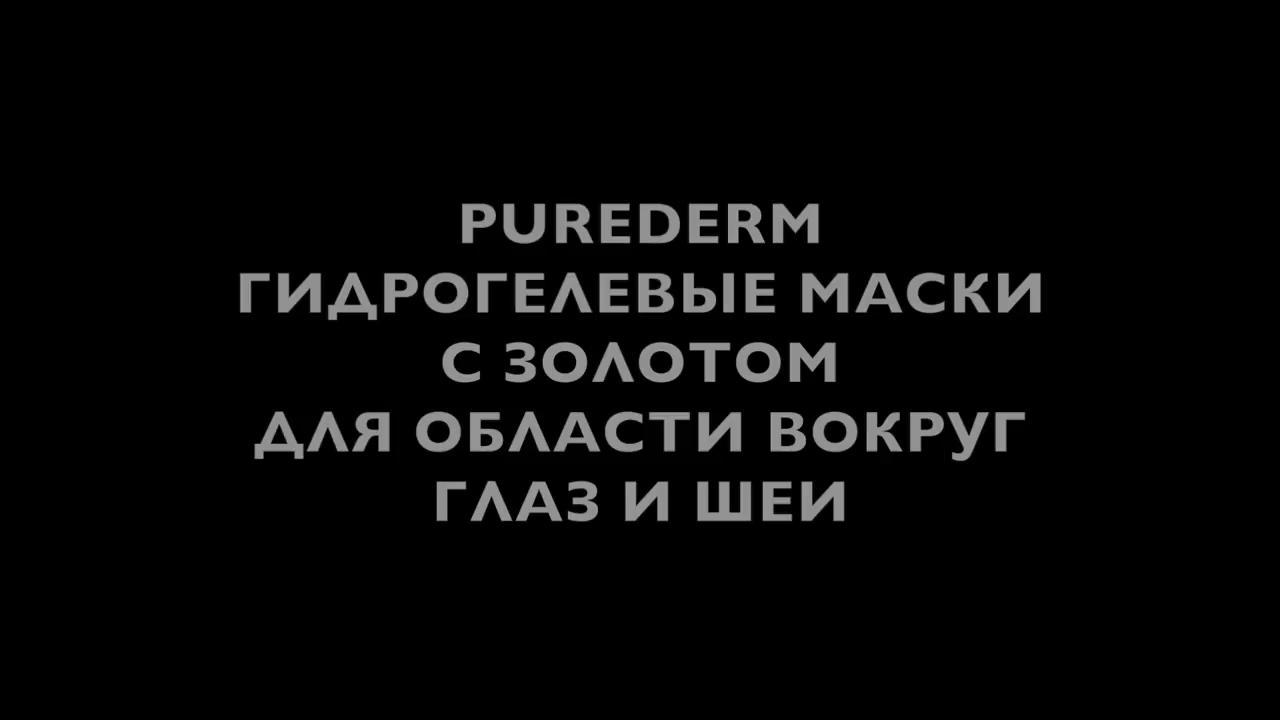 PUREDERM
ГИДРОГЕЛЕВЫЕ МАСКИ
С ЗОЛОТОМ
ДЛЯ ОБЛАСТИ ВОКРУГ
ГЛАЗ И ШЕИ